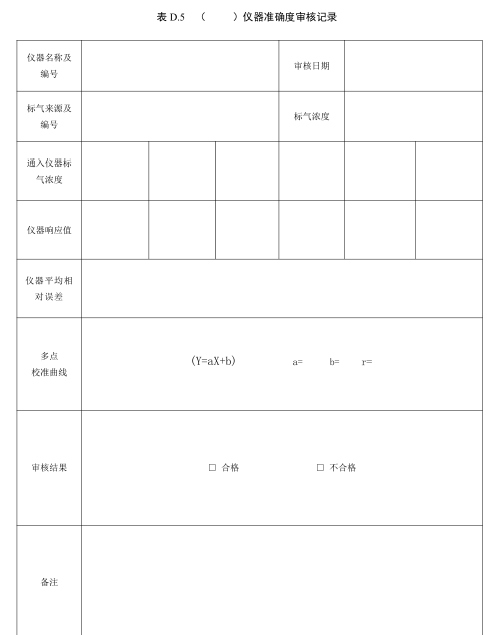 表 D.5 （ ）仪器准确度审核记录
仪器名称及
编号
审核日期
标气来源及
编号
标气浓度
通入仪器标
气浓度
仪器响应值
仪器平均相
对误差
多点
校准曲线
(Y=aX+b) a= b= r=
审核结果
□ 合格 □ 不合格
备注